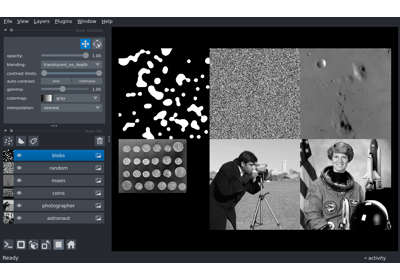 File View Layers Plugins Window Help
opacity: 1.00
blending: translucent_no_depth
contrast limits:
auto-contrast: once continuous
gamma: 1.00
colormap: gray
interpolation: nearest
blobs
random
moon
coins
photographer
astronaut
Ready activity